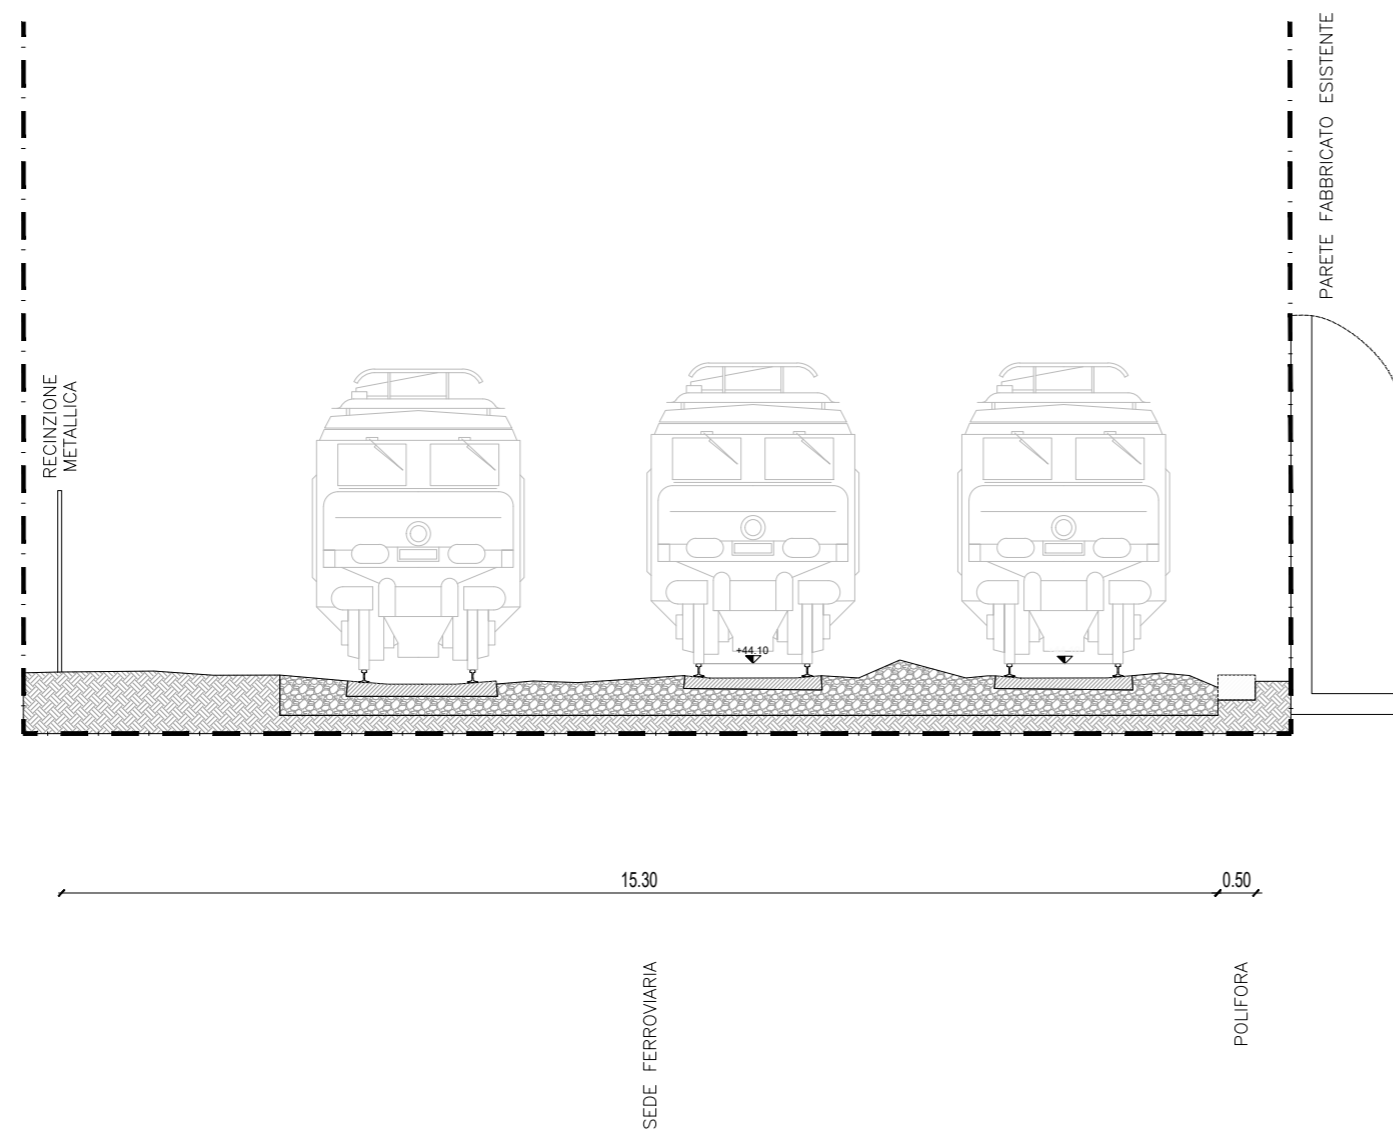 PARETE FABBRICATO ESISTENTE
RECINZIONE
METALLICA
+44.10
15.30
0.50
SEDE FERROVIARIA
POLIFORA